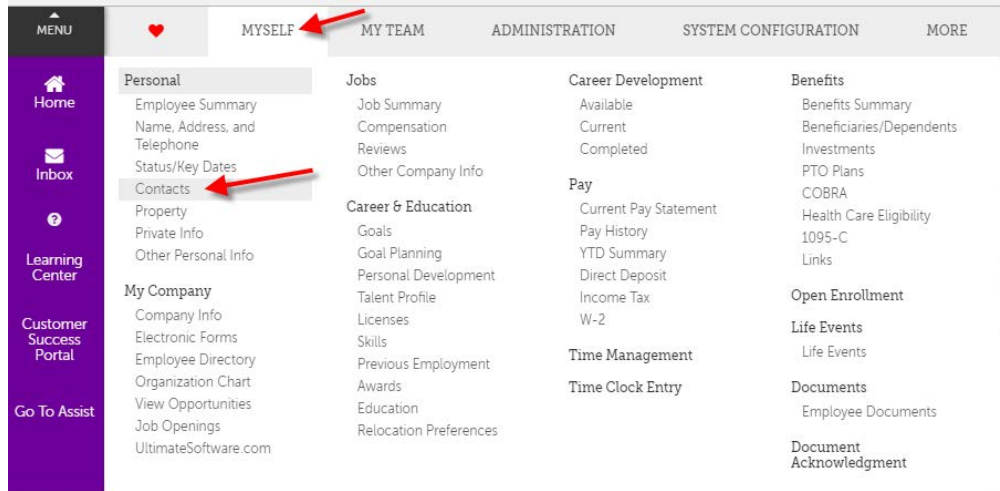 MENU
MYSELF
MY TEAM
ADMINISTRATION
SYSTEM CONFIGURATION
MORE
Home
Inbox
Learning
Center
Customer
Success
Portal
Go To Assist
Personal
Employee Summary
Name, Address, and
Telephone
Status/Key Dates
Contacts
Property
Private Info
Other Personal Info
My Company
Company Info
Electronic Forms
Employee Directory
Organization Chart
View Opportunities
Job Openings
UltimateSoftware.com
Jobs
Job Summary
Compensation
Reviews
Other Company Info
Career & Education
Goals
Goal Planning
Personal Development
Talent Profile
Licenses
Skills
Previous Employment
Awards
Education
Relocation Preferences
Career Development
Available
Current
Completed
Pay
Current Pay Statement
Pay History
YTD Summary
Direct Deposit
Income Tax
W-2
Time Management
Time Clock Entry
Benefits
Benefits Summary
Beneficiaries/Dependents
Investments
PTO Plans
COBRA
Health Care Eligibility
1095-C
Links
Open Enrollment
Life Events
Life Events
Documents
Employee Documents
Document
Acknowledgment